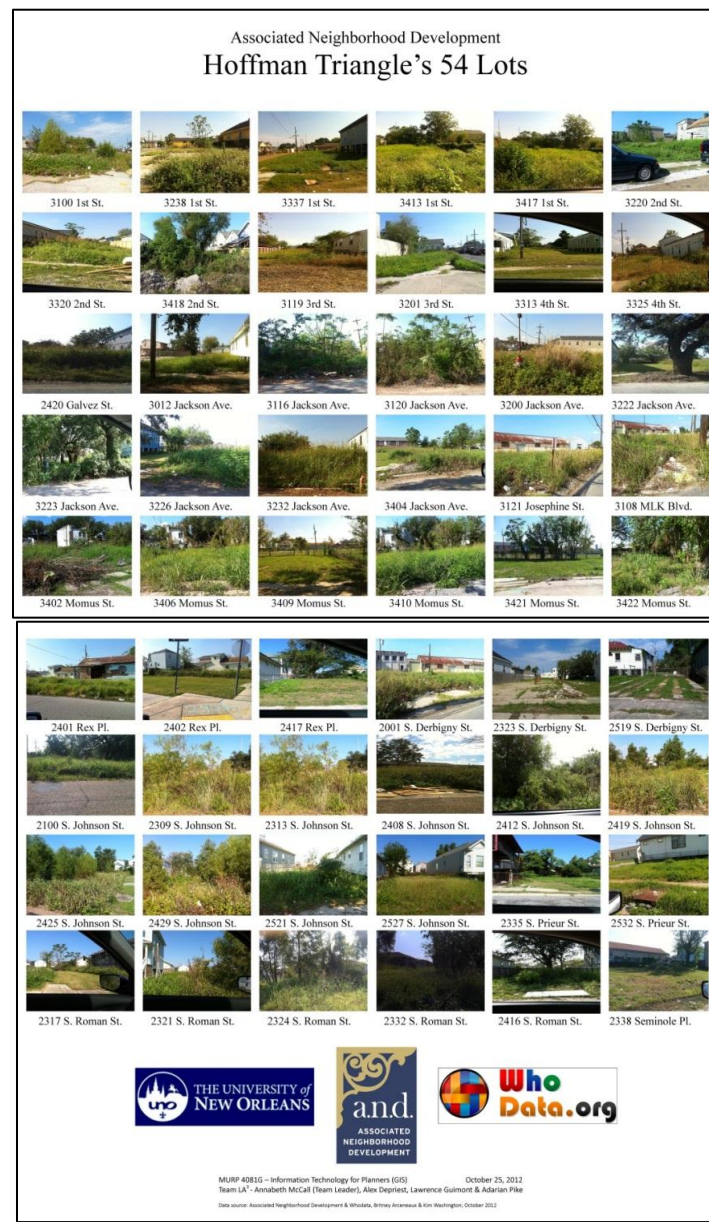 Associated Neighborhood Development
Hoffman Triangle's 54 Lots
3100 1st St. 3238 1st St. 3337 1st St. 3413 1st St. 3417 1st St. 3220 2nd St.
3320 2nd St. 3418 2nd St. 3119 3rd St. 3201 3rd St. 3313 4th St. 3325 4th St.
2420 Galvez St. 3012 Jackson Ave. 3116 Jackson Ave. 3120 Jackson Ave. 3200 Jackson Ave. 3222 Jackson Ave.
3223 Jackson Ave. 3226 Jackson Ave. 3232 Jackson Ave. 3404 Jackson Ave. 3121 Josephine St. 3108 MLK Blvd.
3402 Momus St. 3406 Momus St. 3409 Momus St. 3410 Momus St. 3421 Momus St. 3422 Momus St.
2401 Rex Pl. 2402 Rex Pl. 2417 Rex Pl. 2001 S. Derbigny St. 2323 S. Derbigny St. 2519 S. Derbigny St.
2100 S. Johnson St. 2309 S. Johnson St. 2313 S. Johnson St. 2408 S. Johnson St. 2412 S. Johnson St. 2419 S. Johnson St.
2425 S. Johnson St. 2429 S. Johnson St. 2521 S. Johnson St. 2527 S. Johnson St. 2335 S. Prieur St. 2532 S. Prieur St.
2317 S. Roman St. 2321 S. Roman St. 2324 S. Roman St. 2332 S. Roman St. 2416 S. Roman St. 2338 Seminole Pl.
uno
THE UNIVERSITY of
NEW ORLEANS
a.n.d.
ASSOCIATED
NEIGHBORHOOD
DEVELOPMENT
Who
Data.org
MURP 4081G – Information Technology for Planners (GIS) October 25, 2012
Team LA³ - Annabeth McCall (Team Leader), Alex Depriest, Lawrence Guimont & Adarian Pike
Data source: Associated Neighborhood Development & Whodata, Britney Arceneaux & Kim Washington, October 2012